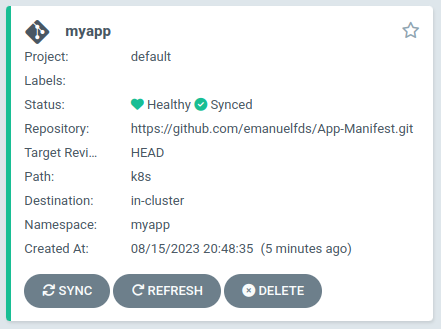 myapp
Project: default
Labels:
Status: Healthy Synced
Repository: https://github.com/emanuelfds/App-Manifest.git
Target Revi... HEAD
Path: k8s
Destination: in-cluster
Namespace: myapp
Created At: 08/15/2023 20:48:35 (5 minutes ago)
SYNC REFRESH DELETE